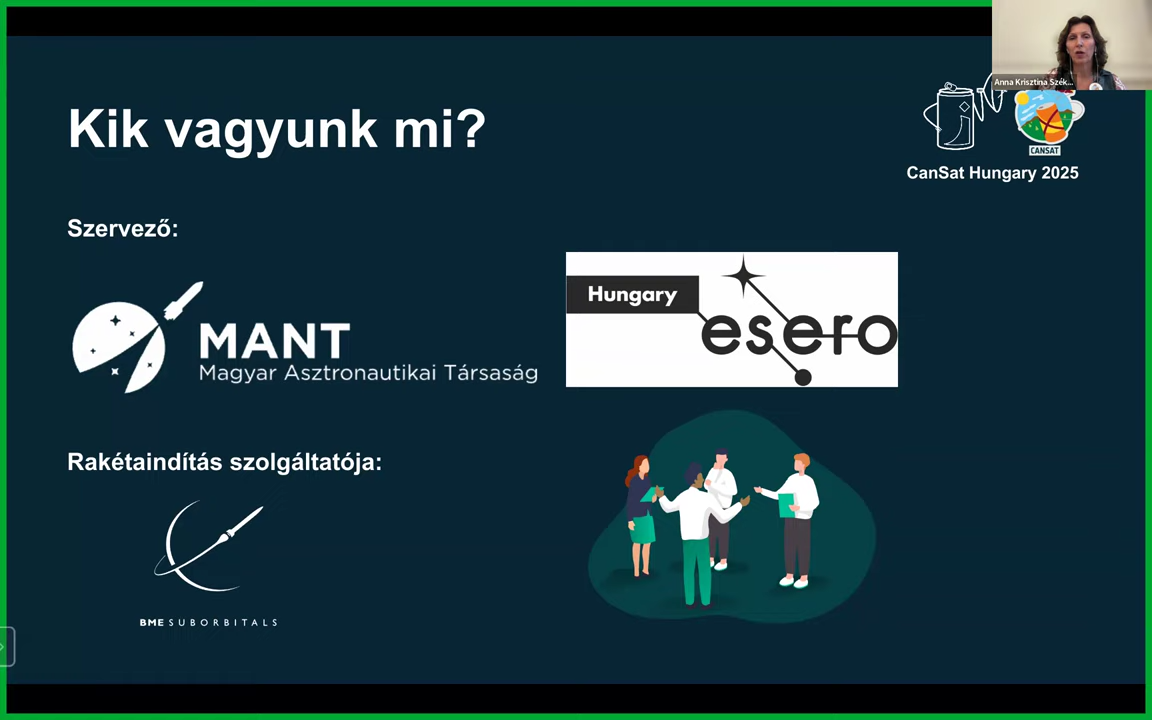 Anna Krisztina Szék...
Kik vagyunk mi?
CANSAT
CanSat Hungary 2025
Szervező:
MANT
Magyar Asztronautikai Társaság
Hungary
esero
Rakétaindítás szolgáltatója:
BME SUBORBITALS